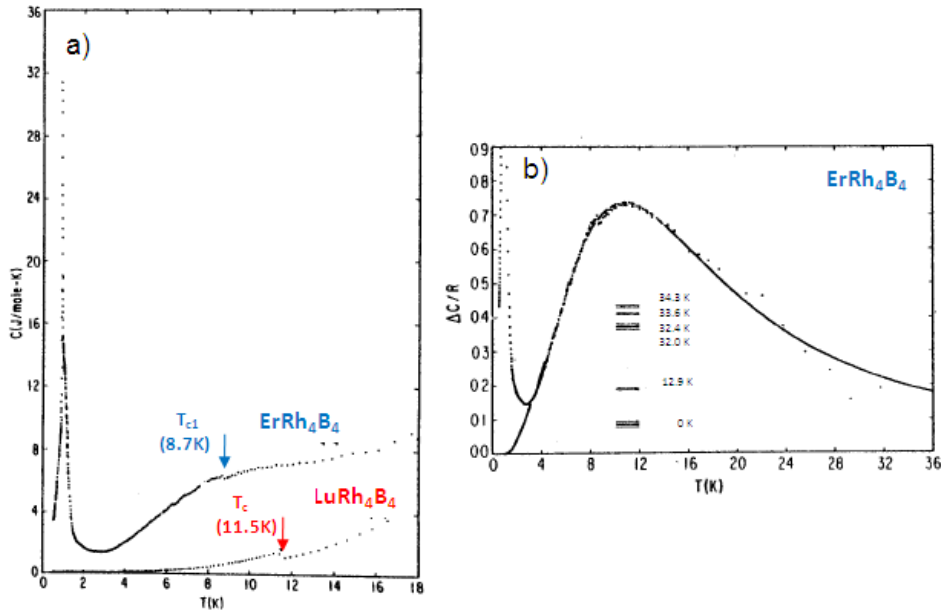 a)
36
32
28
24
20
16
12
8
4
0
C(J/mole-K)
0 2 4 6 8 10 12 14 16 18
T(K)
T_c1
(8.7K)
ErRh₄B₄
LuRh₄B₄
T_c
(11.5K)
b)
ErRh₄B₄
0.9
0.8
0.7
0.6
0.5
0.4
0.3
0.2
0.1
0.0
ΔC/R
34.3 K
33.6 K
32.4 K
32.0 K
12.9 K
0 K
0 4 8 12 16 20 24 28 32 36
T(K)